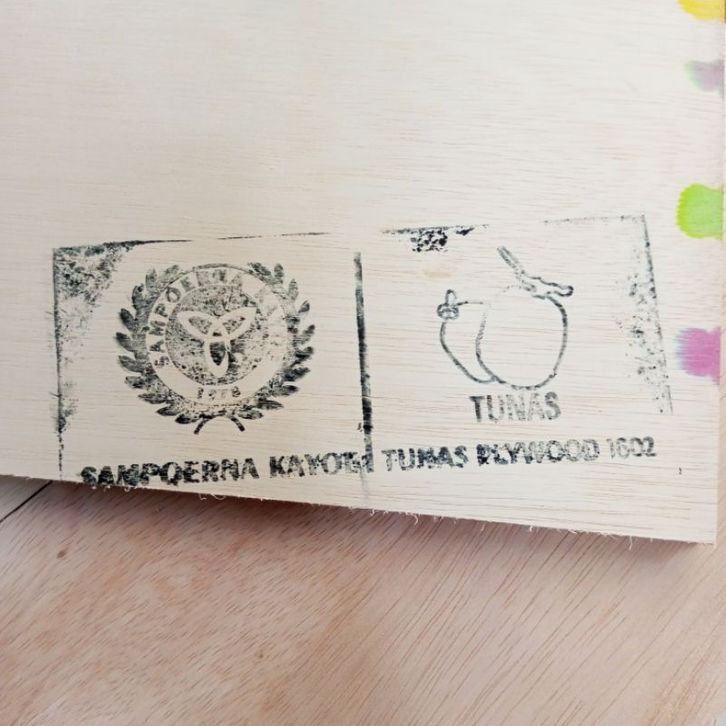 SAMPOERNA
1978
TUNAS
SAMPOERNA KAYOE TUNAS PLYWOOD 1602